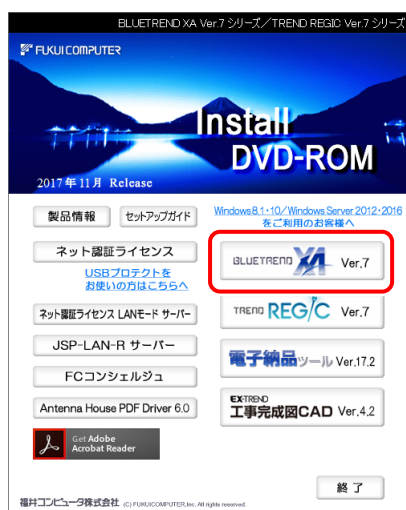 BLUETREND XA Ver.7 シリーズ／TREND REGIC Ver.7 シリーズ
FUKUI COMPUTER
Install
DVD-ROM
2017年11月 Release
製品情報
セットアップガイド
Windows8.1・10／Windows Server 2012・2016
をご利用のお客様へ
ネット認証ライセンス
USBプロテクトを
お使いの方はこちらへ
BLUETREND XA Ver.7
ネット認証ライセンス LANモード サーバー
TREND REGIC Ver.7
JSP-LAN-R サーバー
電子納品ツール Ver.17.2
FCコンシェルジュ
Antenna House PDF Driver 6.0
EX-TREND
工事完成図CAD Ver.4.2
Get Adobe
Acrobat Reader
終了
福井コンピュータ株式会社 (C) FUKUICOMPUTER,Inc. All rights reserved.